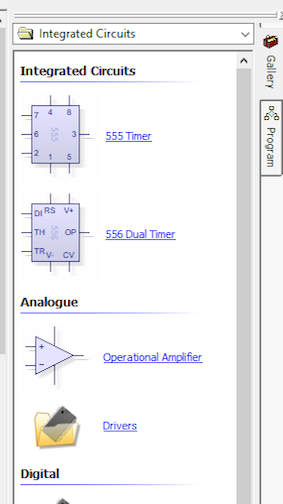 Integrated Circuits
Integrated Circuits
7 4 8
555
6 3
2 1 5
555 Timer
DI RS V+
556
TH OP
TR V- CV
556 Dual Timer
Analogue
+
−
Operational Amplifier
Drivers
Digital
Gallery
Program